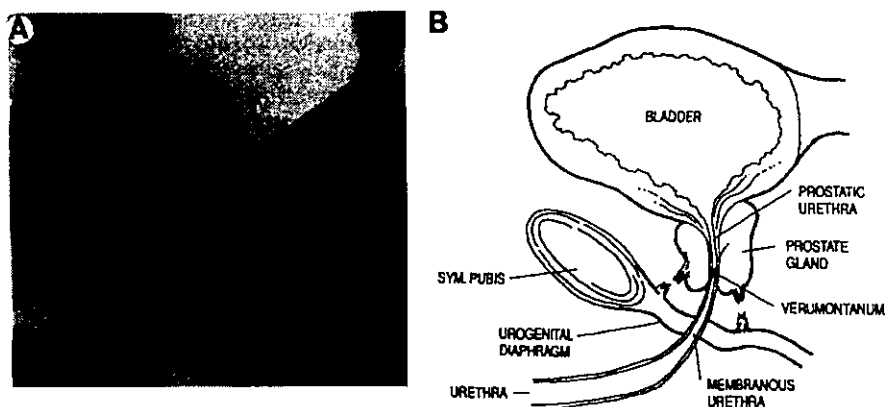 A
B
BLADDER
PROSTATIC
URETHRA
PROSTATE
GLAND
SYM. PUBIS
VERUMONTANUM
UROGENITAL
DIAPHRAGM
URETHRA
MEMBRANOUS
URETHRA